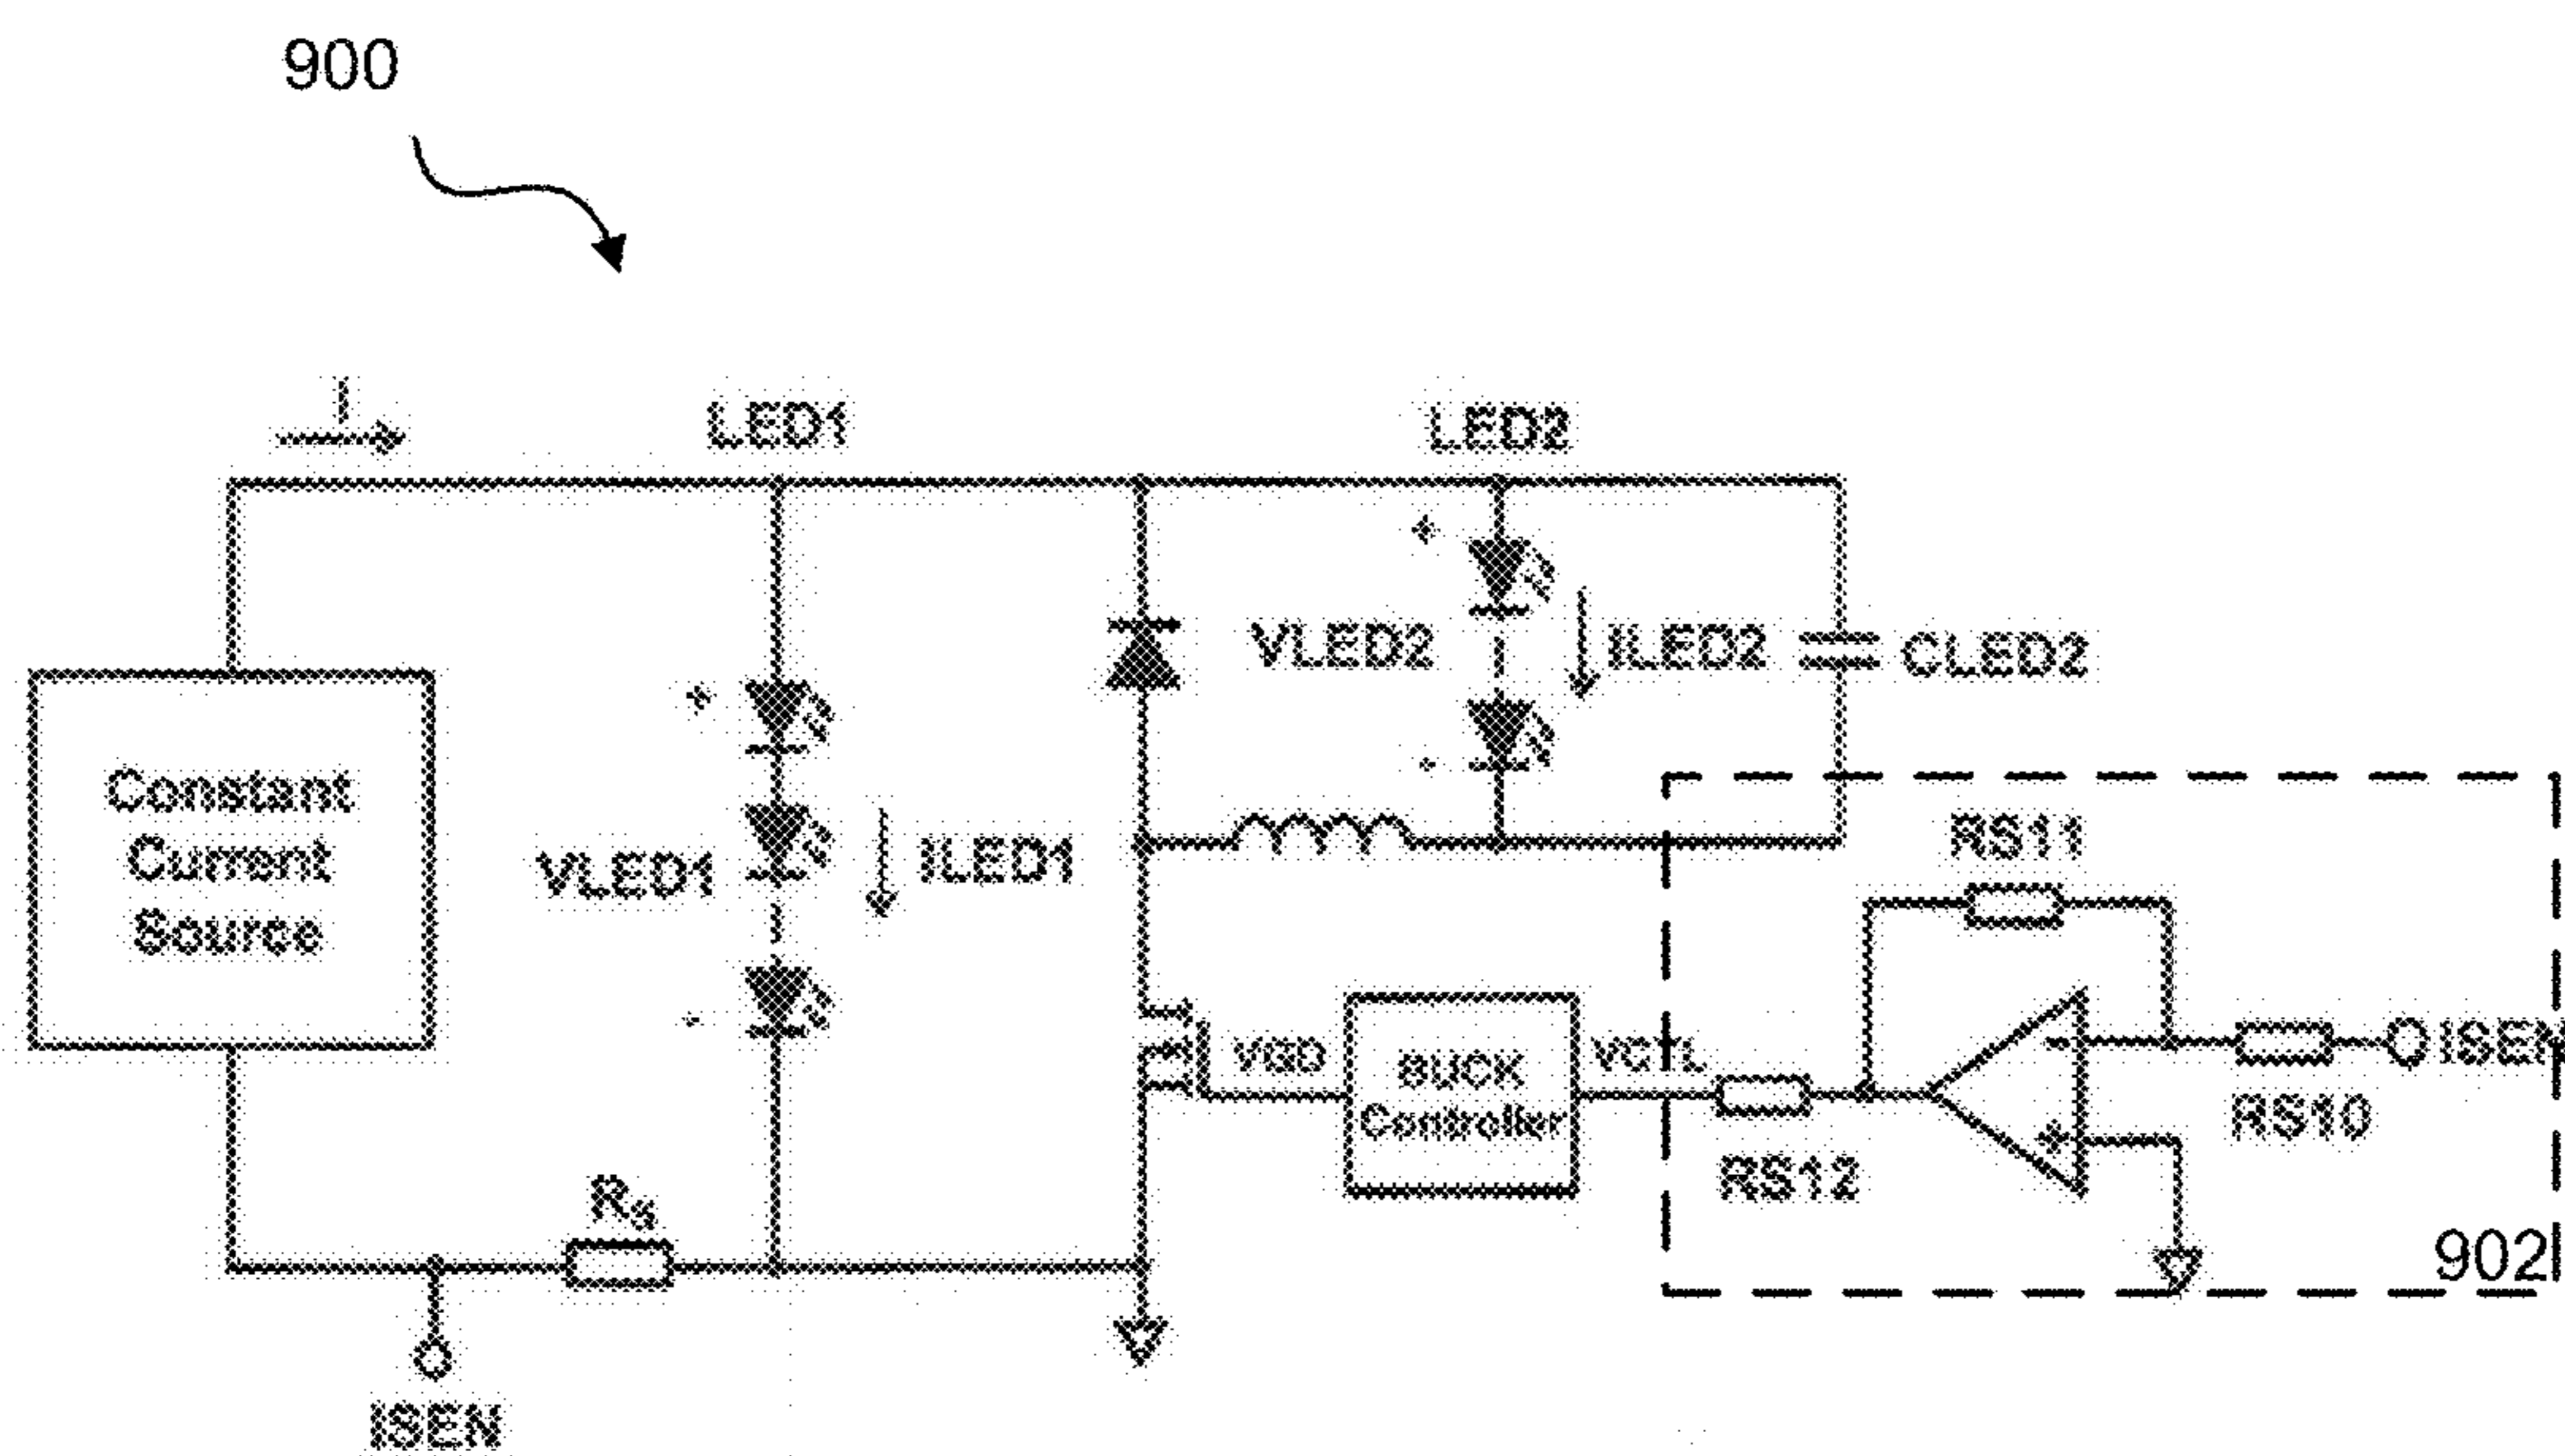 900
I
LED1
LED2
+
+
VLED2
ILED2
CLED2
Constant
Current
Source
VLED1
ILED1
-
-
RS11
VGD
BUCK
Controller
VCTL
-
+
ISEN
RS10
RS12
RS
902
ISEN